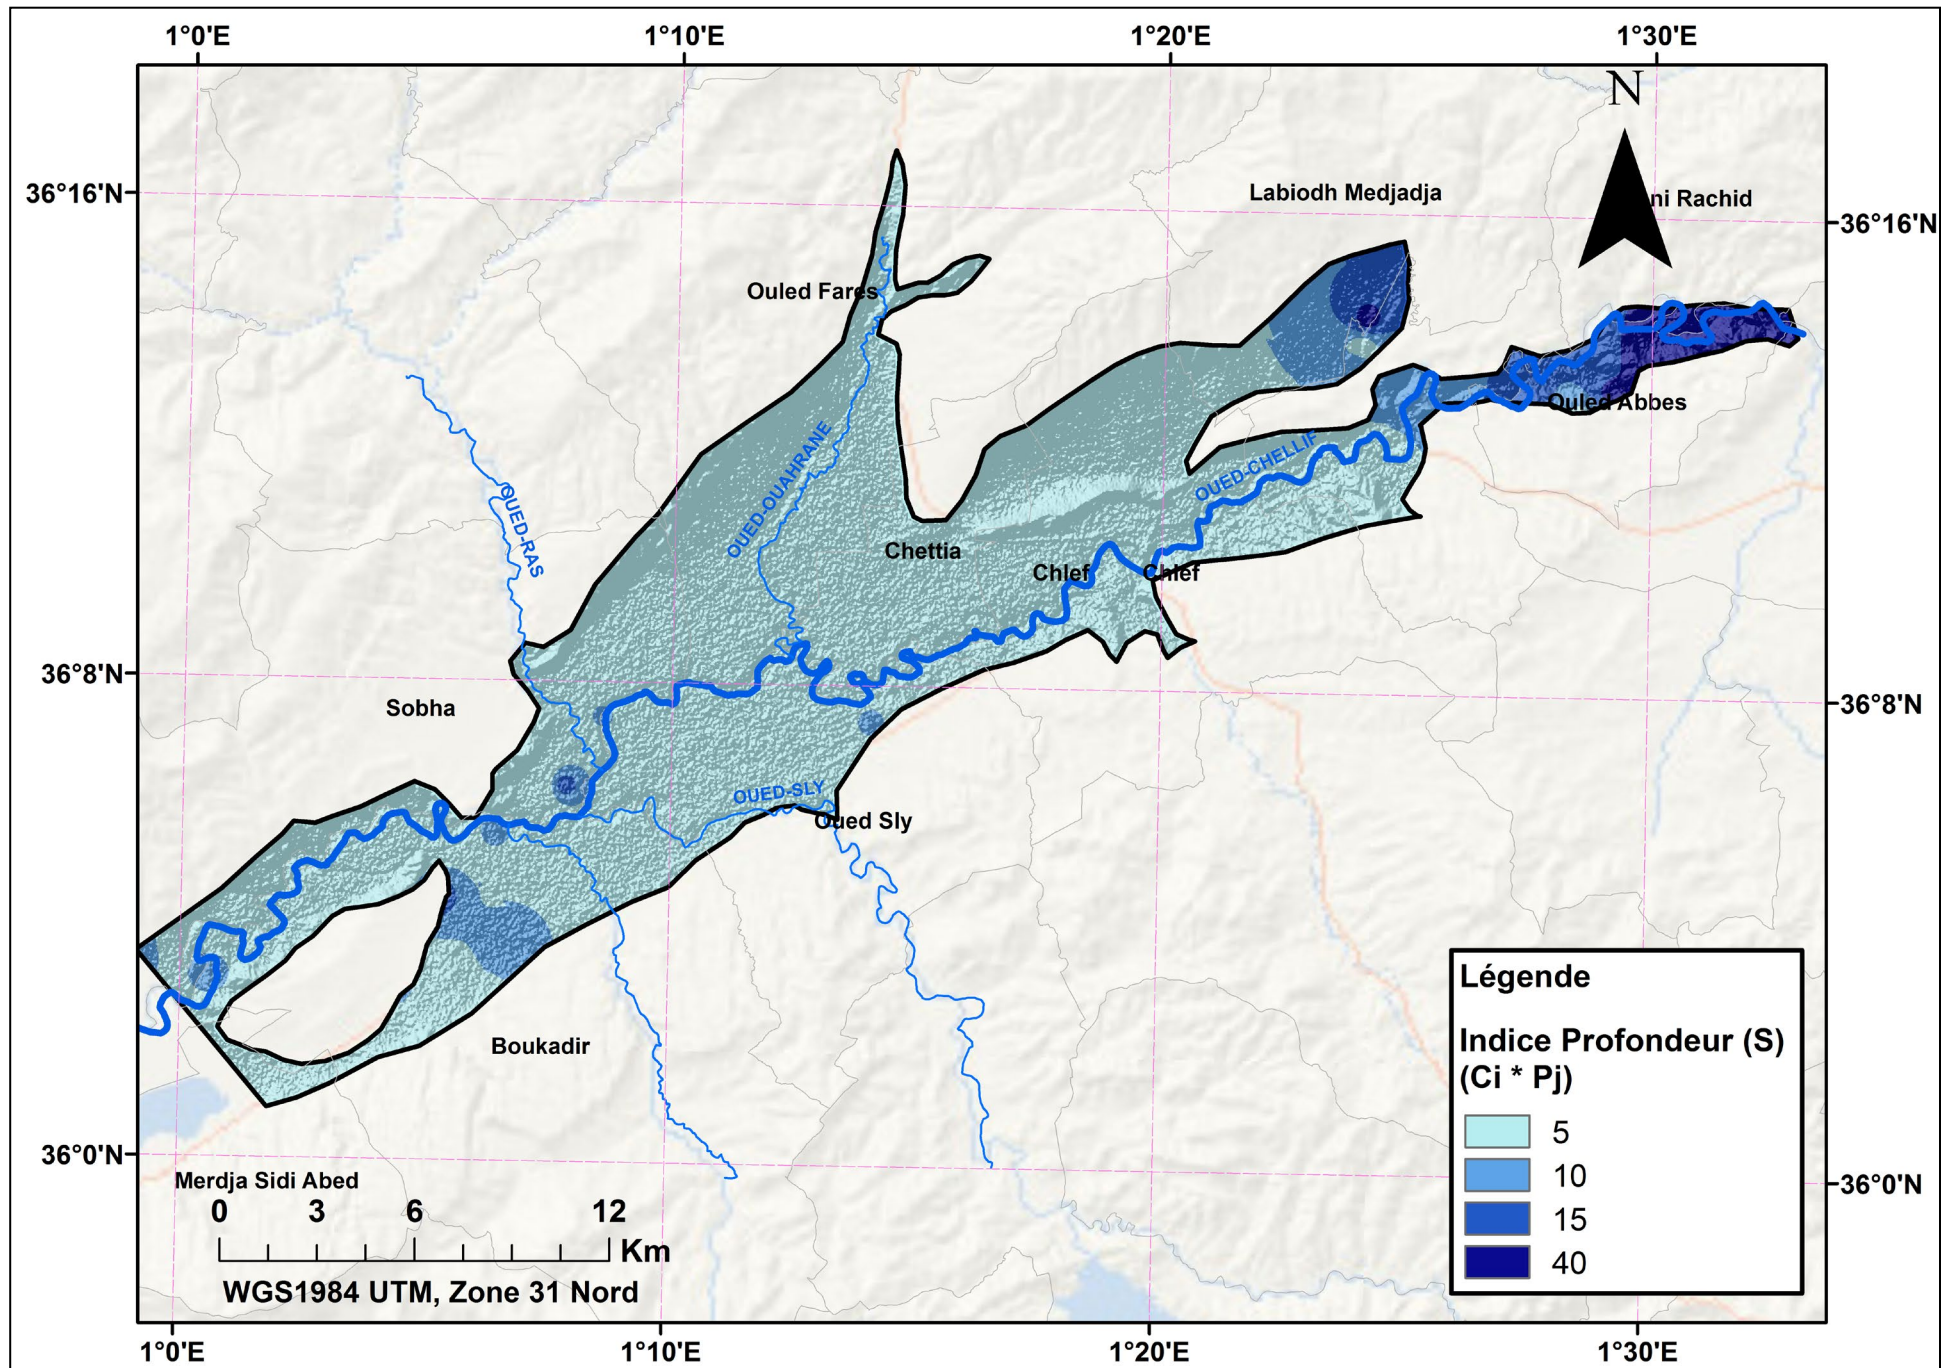 1°0'E 1°10'E 1°20'E 1°30'E
N
36°16'N
Labiodh Medjadja
ni Rachid
36°16'N
Ouled Fares
Ouled Abbes
OUED-OUAHRANE
OUED-CHELLIF
OUED-RAS
Chettia
Chlef
Chlef
36°8'N
Sobha
36°8'N
OUED-SLY
Oued Sly
Boukadir
36°0'N
Merdja Sidi Abed
36°0'N
0 3 6 12
Km
WGS1984 UTM, Zone 31 Nord
Légende
Indice Profondeur (S)
(Ci * Pj)
5
10
15
40
1°0'E 1°10'E 1°20'E 1°30'E